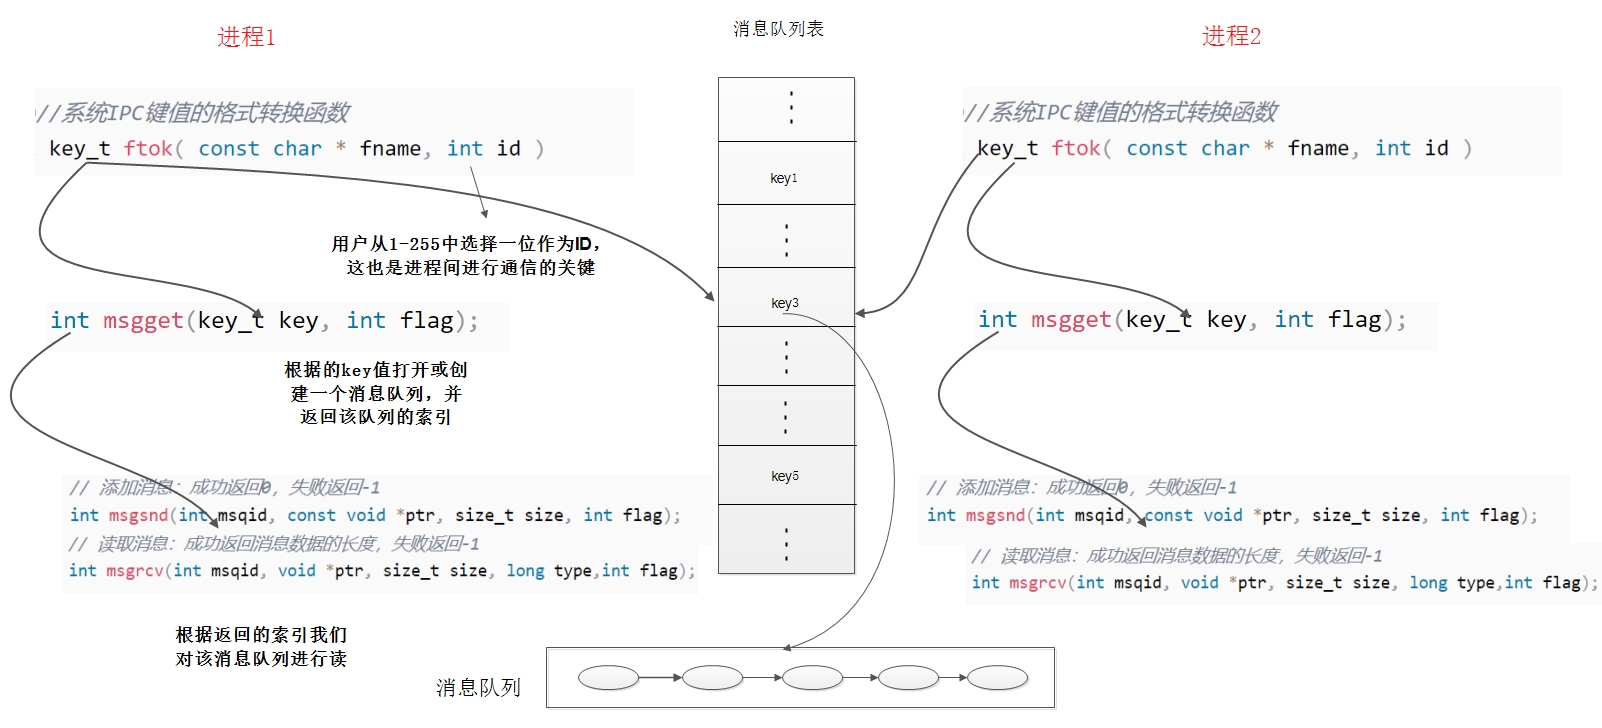 进程1
//系统IPC键值的格式转换函数
key_t ftok( const char * fname, int id )
用户从1-255中选择一位作为ID，
这也是进程间进行通信的关键
int msgget(key_t key, int flag);
根据的key值打开或创
建一个消息队列，并
返回该队列的索引
// 添加消息：成功返回0，失败返回-1
int msgsnd(int msqid, const void *ptr, size_t size, int flag);
// 读取消息：成功返回消息数据的长度，失败返回-1
int msgrcv(int msqid, void *ptr, size_t size, long type,int flag);
根据返回的索引我们
对该消息队列进行读
消息队列表
key1
key3
key5
消息队列
进程2
//系统IPC键值的格式转换函数
key_t ftok( const char * fname, int id )
int msgget(key_t key, int flag);
// 添加消息：成功返回0，失败返回-1
int msgsnd(int msqid, const void *ptr, size_t size, int flag);
// 读取消息：成功返回消息数据的长度，失败返回-1
int msgrcv(int msqid, void *ptr, size_t size, long type,int flag);